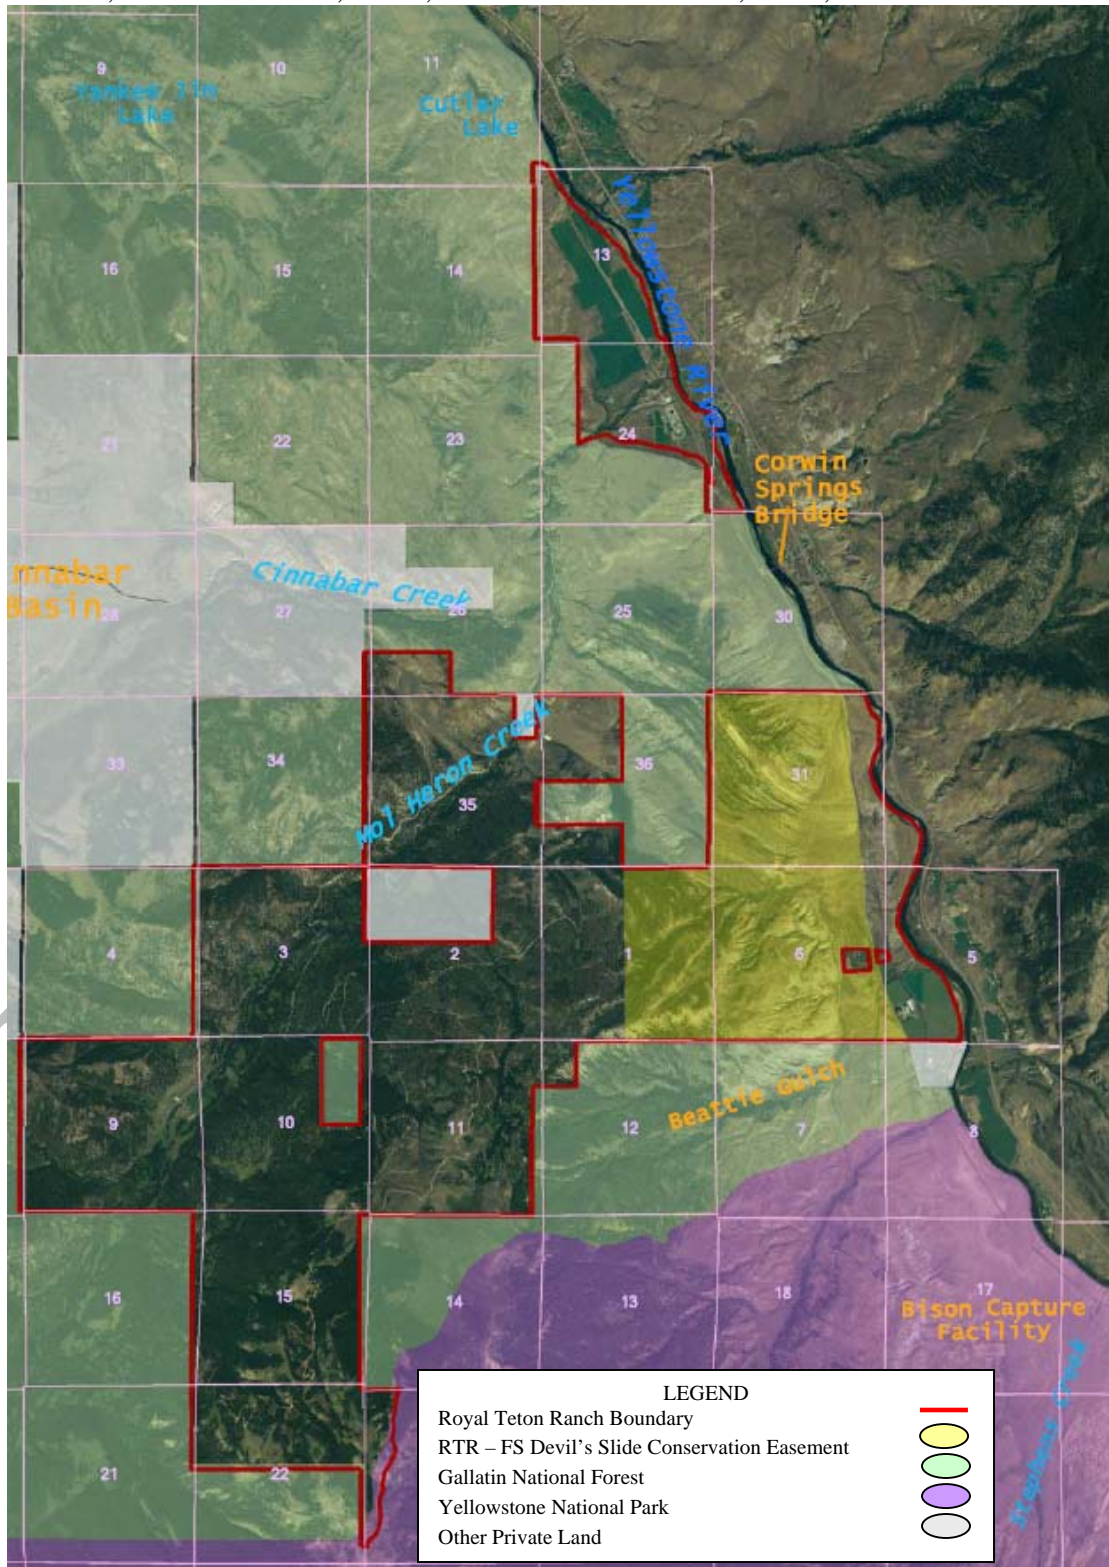 9
10
11
Yankee Jim
Lake
Cutler
Lake
Yellowstone River
16
15
14
13
21
22
23
24
Corwin
Springs
Bridge
nnabar
Basin
Cinnabar Creek
28
27
26
25
30
33
34
Mol Heron Creek
35
36
31
4
3
2
1
6
5
9
10
11
12
Beattie Gulch
7
8
16
15
14
13
18
17
Bison Capture
Facility
Stephens Creek
21
22
LEGEND
Royal Teton Ranch Boundary
RTR – FS Devil’s Slide Conservation Easement
Gallatin National Forest
Yellowstone National Park
Other Private Land